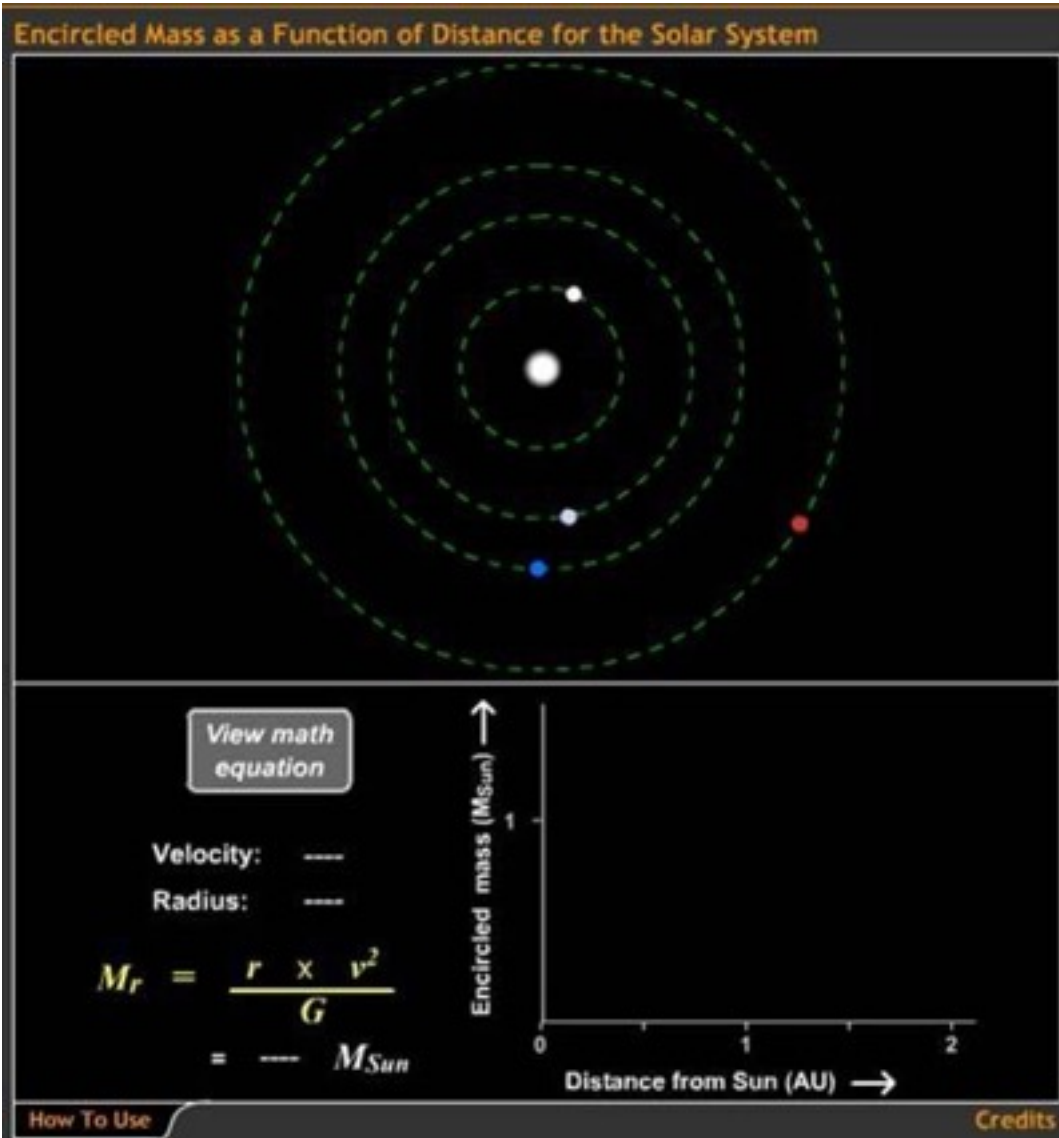 Encircled Mass as a Function of Distance for the Solar System
View math
equation
Velocity: ----
Radius: ----
Mr = r x v²
G
= ---- MSun
Encircled mass (MSun)
1
0 1 2
Distance from Sun (AU)
How To Use
Credits